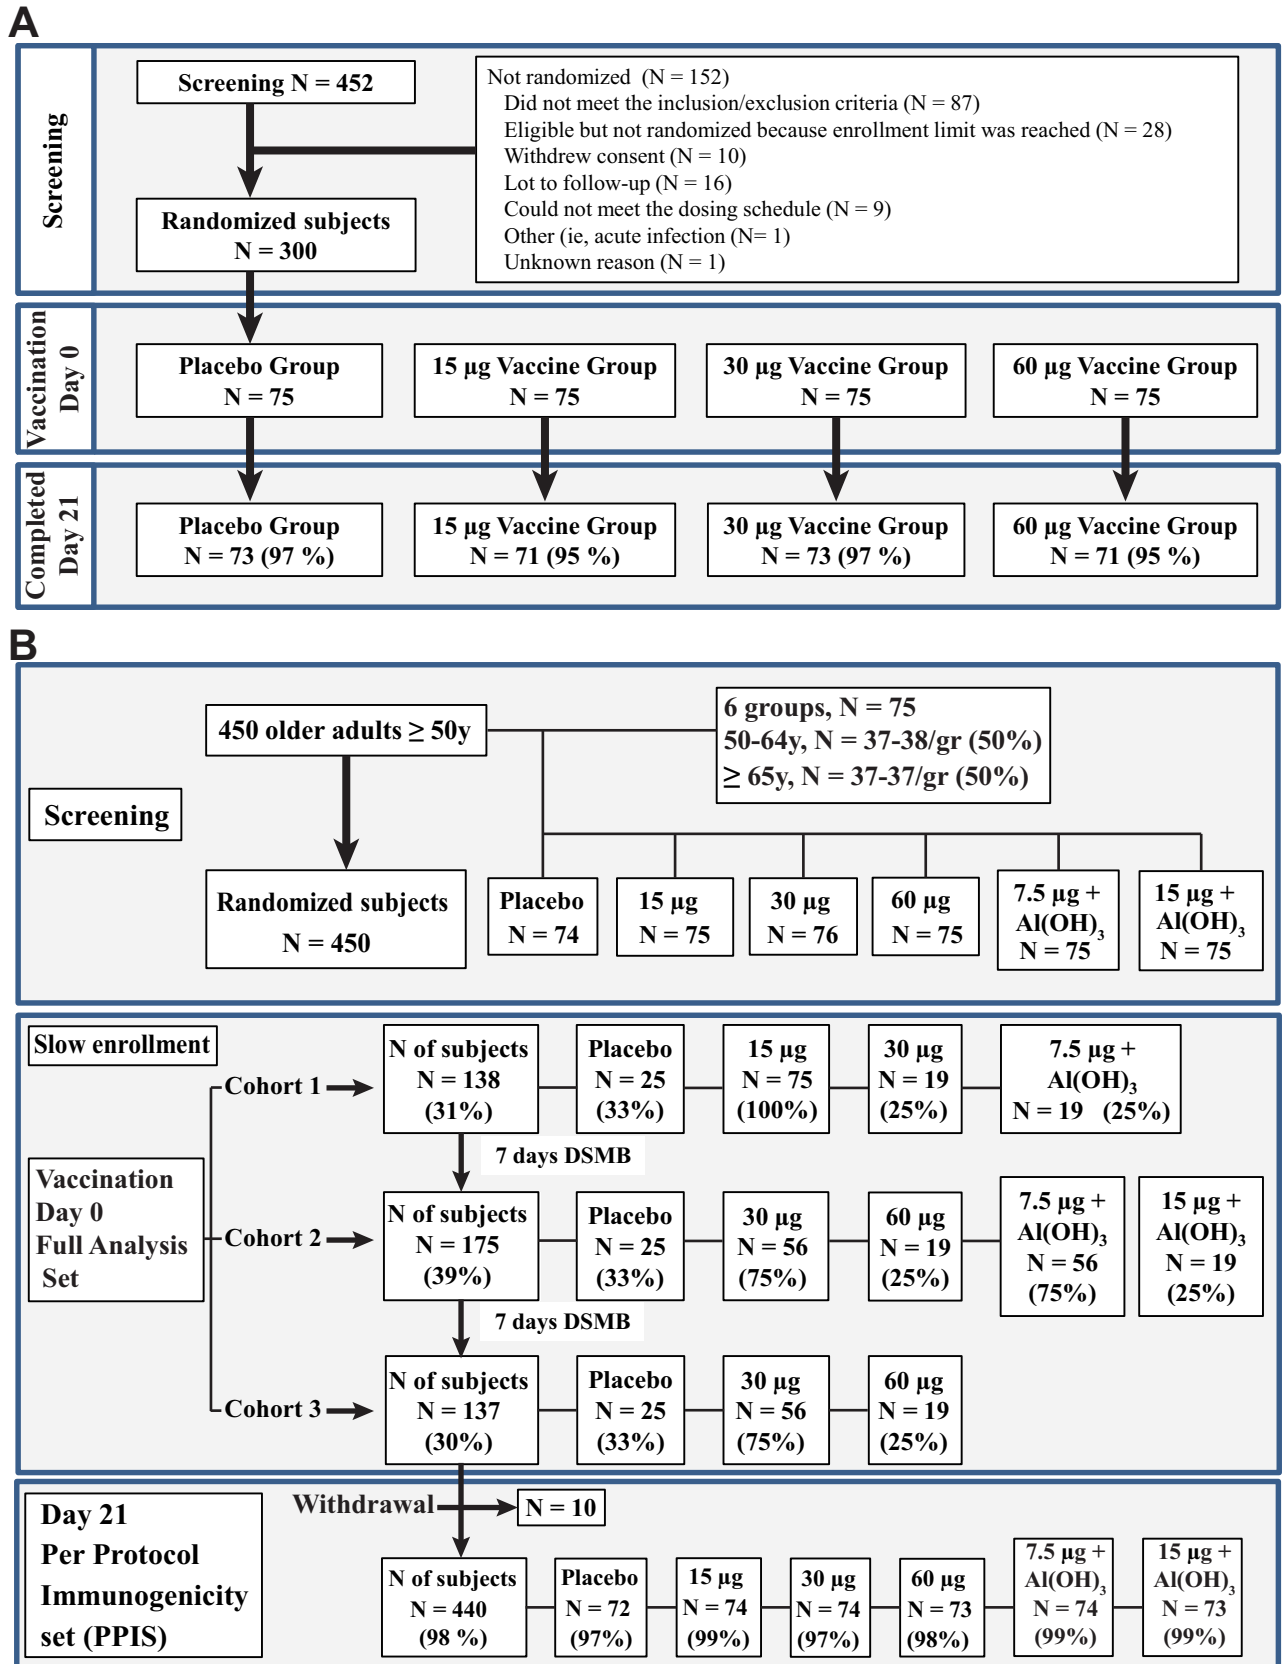 A
Screening
Screening N = 452
Not randomized (N = 152)
Did not meet the inclusion/exclusion criteria (N = 87)
Eligible but not randomized because enrollment limit was reached (N = 28)
Withdrew consent (N = 10)
Lot to follow-up (N = 16)
Could not meet the dosing schedule (N = 9)
Other (ie, acute infection (N= 1)
Unknown reason (N = 1)
Randomized subjects
N = 300
Vaccination
Day 0
Placebo Group
N = 75
15 µg Vaccine Group
N = 75
30 µg Vaccine Group
N = 75
60 µg Vaccine Group
N = 75
Completed
Day 21
Placebo Group
N = 73 (97 %)
15 µg Vaccine Group
N = 71 (95 %)
30 µg Vaccine Group
N = 73 (97 %)
60 µg Vaccine Group
N = 71 (95 %)
B
Screening
450 older adults ≥ 50y
6 groups, N = 75
50-64y, N = 37-38/gr (50%)
≥ 65y, N = 37-37/gr (50%)
Randomized subjects
N = 450
Placebo
N = 74
15 µg
N = 75
30 µg
N = 76
60 µg
N = 75
7.5 µg +
Al(OH)3
N = 75
15 µg +
Al(OH)3
N = 75
Slow enrollment
Vaccination
Day 0
Full Analysis
Set
Cohort 1
N of subjects
N = 138
(31%)
Placebo
N = 25
(33%)
15 µg
N = 75
(100%)
30 µg
N = 19
(25%)
7.5 µg +
Al(OH)3
N = 19 (25%)
7 days DSMB
Cohort 2
N of subjects
N = 175
(39%)
Placebo
N = 25
(33%)
30 µg
N = 56
(75%)
60 µg
N = 19
(25%)
7.5 µg +
Al(OH)3
N = 56
(75%)
15 µg +
Al(OH)3
N = 19
(25%)
7 days DSMB
Cohort 3
N of subjects
N = 137
(30%)
Placebo
N = 25
(33%)
30 µg
N = 56
(75%)
60 µg
N = 19
(25%)
Day 21
Per Protocol
Immunogenicity
set (PPIS)
Withdrawal
N = 10
N of subjects
N = 440
(98 %)
Placebo
N = 72
(97%)
15 µg
N = 74
(99%)
30 µg
N = 74
(97%)
60 µg
N = 73
(98%)
7.5 µg +
Al(OH)3
N = 74
(99%)
15 µg +
Al(OH)3
N = 73
(99%)